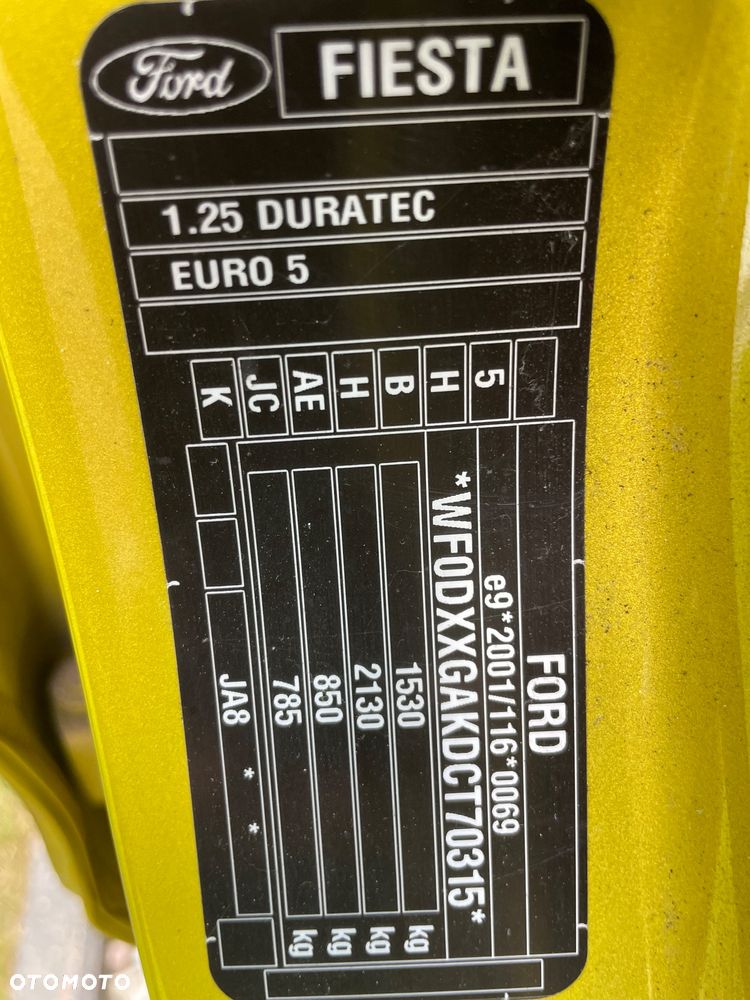 Ford FIESTA
1.25 DURATEC
EURO 5
K JC AE H B H 5
FORD
e9*2001/116*0069
*WF0DXXGAKDCT70315*
1530 kg
2130 kg
850 kg
785 kg
JA8 * *
OTOMOTO